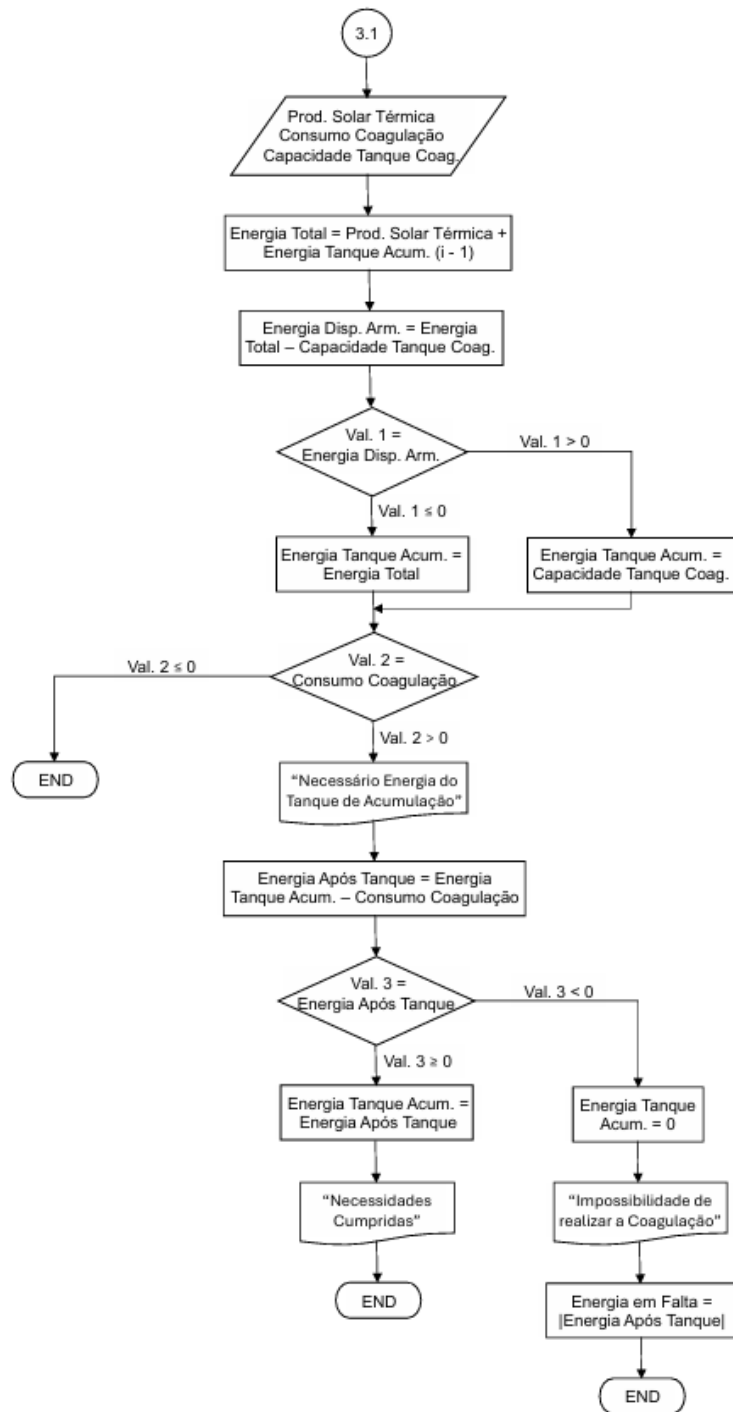 3.1
Prod. Solar Térmica
Consumo Coagulação
Capacidade Tanque Coag.
Energia Total = Prod. Solar Térmica +
Energia Tanque Acum. (i - 1)
Energia Disp. Arm. = Energia
Total – Capacidade Tanque Coag.
Val. 1 =
Energia Disp. Arm.
Val. 1 > 0
Val. 1 ≤ 0
Energia Tanque Acum. =
Energia Total
Energia Tanque Acum. =
Capacidade Tanque Coag.
Val. 2 =
Consumo Coagulação
Val. 2 ≤ 0
Val. 2 > 0
END
“Necessário Energia do
Tanque de Acumulação”
Energia Após Tanque = Energia
Tanque Acum. – Consumo Coagulação
Val. 3 =
Energia Após Tanque
Val. 3 < 0
Val. 3 ≥ 0
Energia Tanque Acum. =
Energia Após Tanque
Energia Tanque
Acum. = 0
“Necessidades
Cumpridas”
“Impossibilidade de
realizar a Coagulação”
END
Energia em Falta =
|Energia Após Tanque|
END